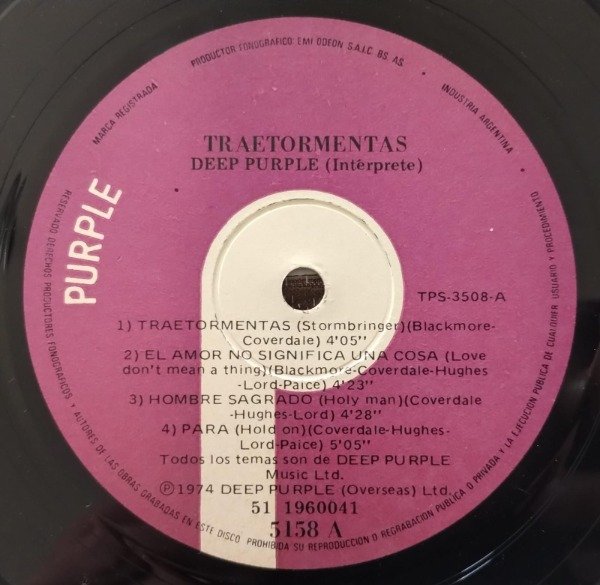 PRODUCTOR FONOGRAFICO: EMI ODEON S.A.I.C. BS. AS.
MARCA REGISTRADA
INDUSTRIA ARGENTINA
TRAETORMENTAS
DEEP PURPLE (Intérprete)
PURPLE
TPS-3508-A
1) TRAETORMENTAS (Stormbringer)(Blackmore-
Coverdale) 4'05''
2) EL AMOR NO SIGNIFICA UNA COSA (Love
don't mean a thing)(Blackmore-Coverdale-Hughes
-Lord-Paice) 4'23''
3) HOMBRE SAGRADO (Holy man) (Coverdale
-Hughes-Lord) 4'28''
4) PARA (Hold on)(Coverdale-Hughes-
Lord-Paice) 5'05''
Todos los temas son de DEEP PURPLE
Music Ltd.
Ⓟ1974 DEEP PURPLE (Overseas) Ltd.
51 1960041
5158 A
RESERVADO DERECHOS PRODUCTORES FONOGRAFICOS - AUTORES DE LAS OBRAS GRABADAS EN ESTE DISCO. PROHIBIDA SU REPRODUCCION O REGRABACION PUBLICA O PRIVADA Y LA EJECUCION PUBLICA DE CUALQUIER USUARIO Y PROCEDIMIENTO